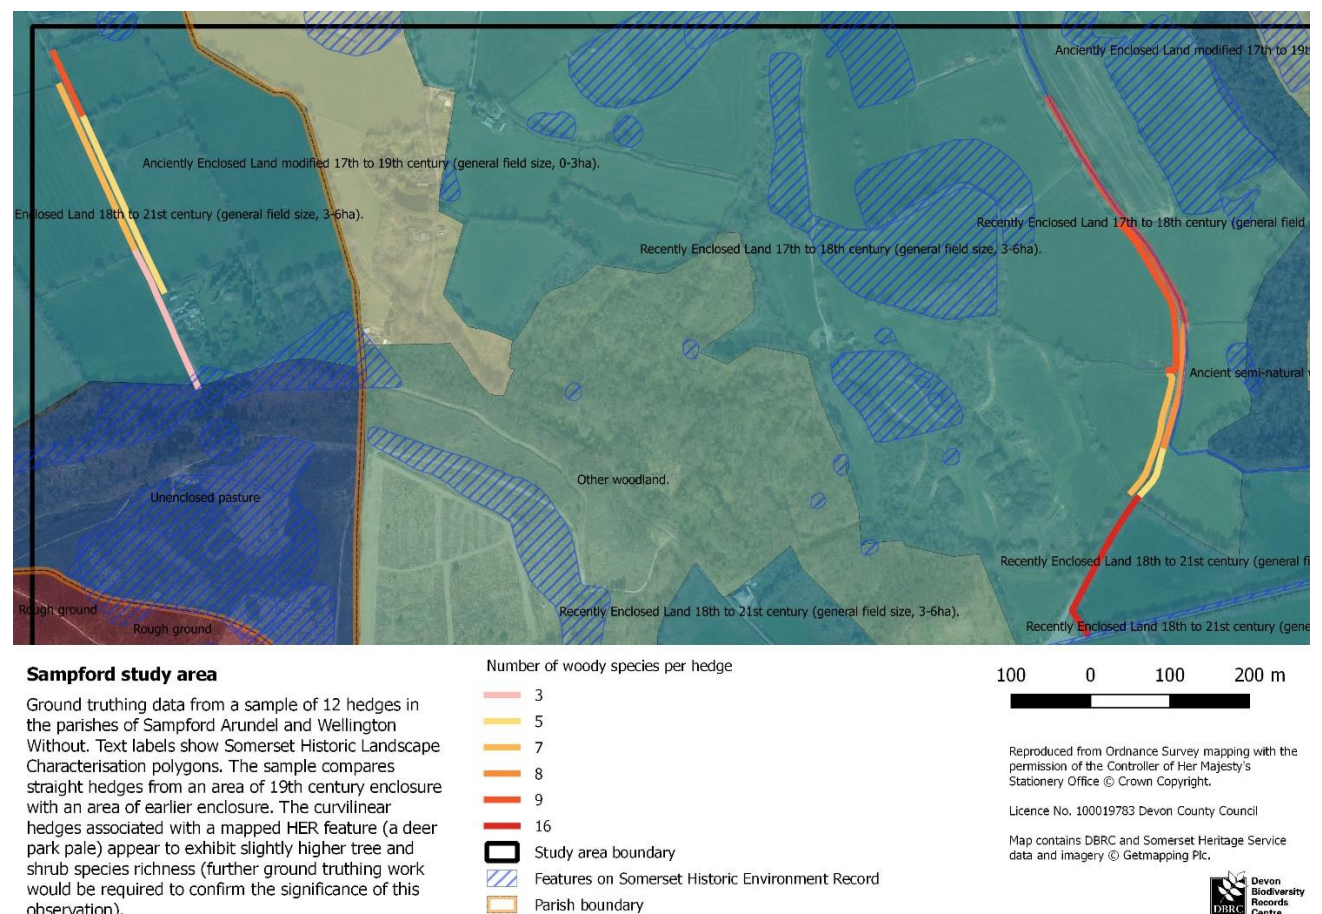 Anciently Enclosed Land modified 17th to 19t
Anciently Enclosed Land modified 17th to 19th century (general field size, 0-3ha).
Enclosed Land 18th to 21st century (general field size, 3-6ha).
Recently Enclosed Land 17th to 18th century (general field
Recently Enclosed Land 17th to 18th century (general field size, 3-6ha).
Ancient semi-natural
Other woodland.
Unenclosed pasture
Recently Enclosed Land 18th to 21st century (general fi
Rough ground
Recently Enclosed Land 18th to 21st century (general field size, 3-6ha).
Rough ground
Recently Enclosed Land 18th to 21st century (gene
Sampford study area
Ground truthing data from a sample of 12 hedges in
the parishes of Sampford Arundel and Wellington
Without. Text labels show Somerset Historic Landscape
Characterisation polygons. The sample compares
straight hedges from an area of 19th century enclosure
with an area of earlier enclosure. The curvilinear
hedges associated with a mapped HER feature (a deer
park pale) appear to exhibit slightly higher tree and
shrub species richness (further ground truthing work
would be required to confirm the significance of this
observation).
Number of woody species per hedge
3
5
7
8
9
16
Study area boundary
Features on Somerset Historic Environment Record
Parish boundary
100 0 100 200 m
Reproduced from Ordnance Survey mapping with the
permission of the Controller of Her Majesty's
Stationery Office © Crown Copyright.
Licence No. 100019783 Devon County Council
Map contains DBRC and Somerset Heritage Service
data and imagery © Getmapping Plc.
DBRC
Devon
Biodiversity
Records
Centre